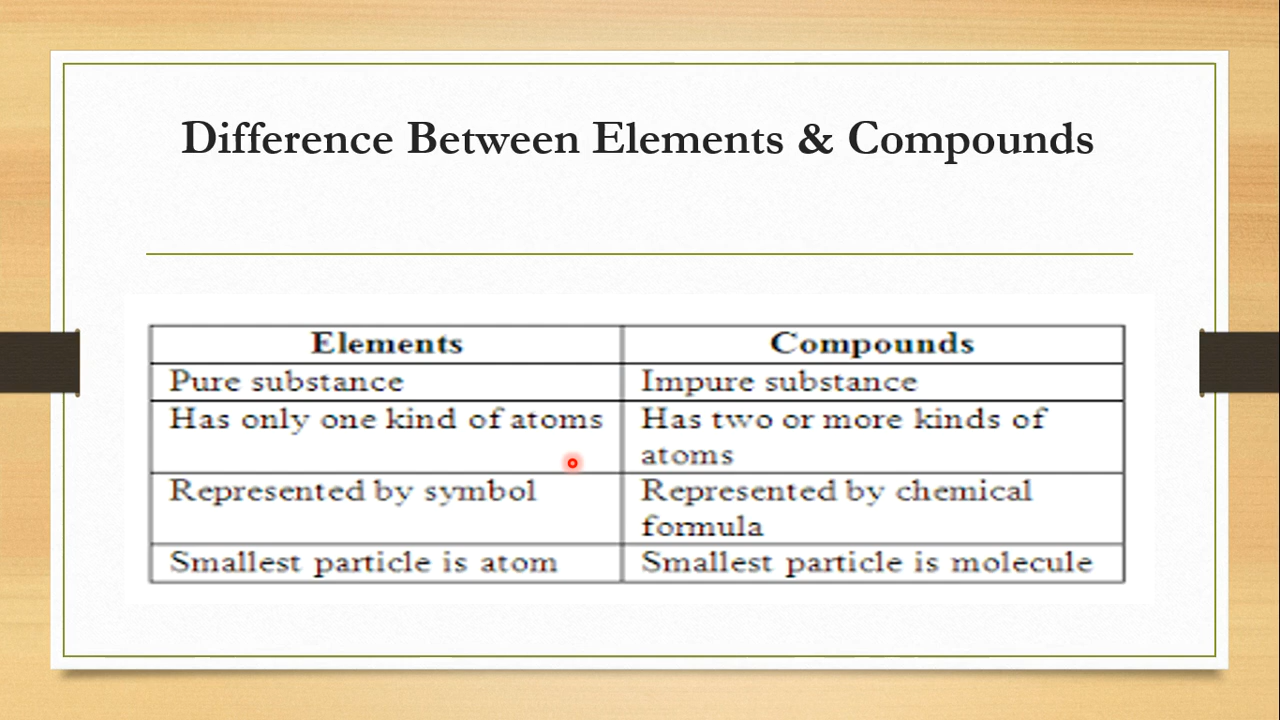 Difference Between Elements & Compounds
Elements
Compounds
Pure substance
Impure substance
Has only one kind of atoms
Has two or more kinds of
atoms
Represented by symbol
Represented by chemical
formula
Smallest particle is atom
Smallest particle is molecule